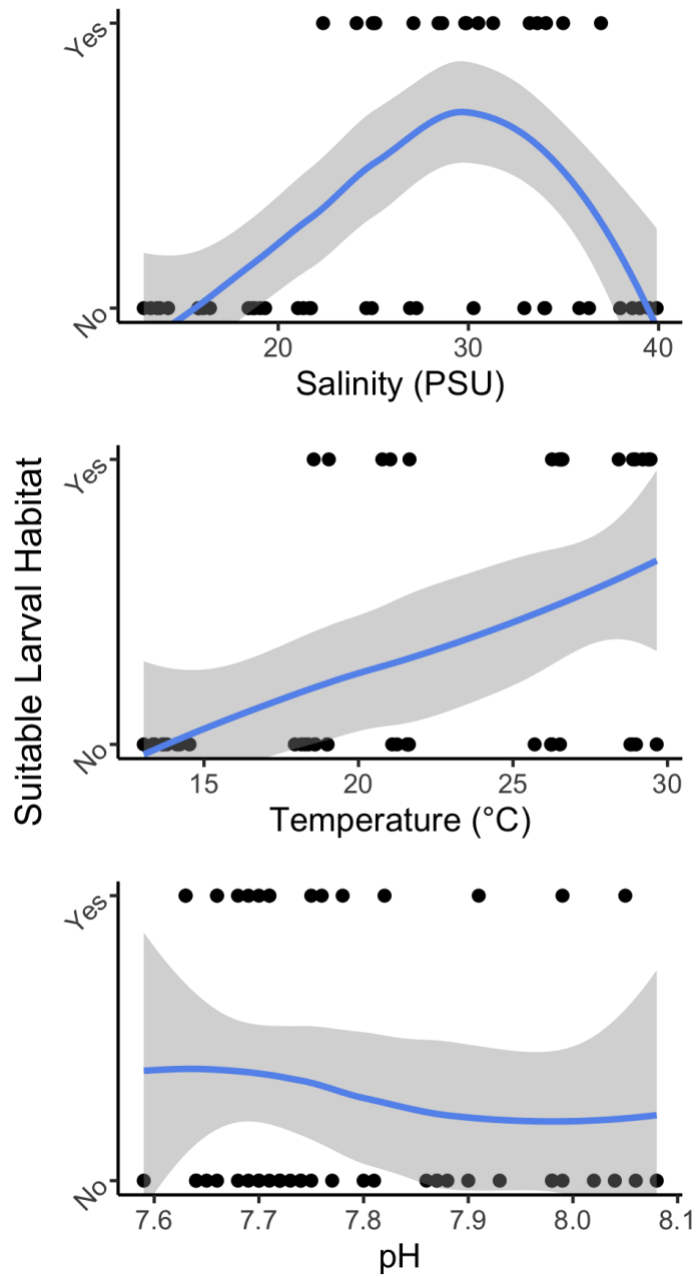 Yes
No
20 30 40
Salinity (PSU)
Suitable Larval Habitat
Yes
No
15 20 25 30
Temperature (°C)
Yes
No
7.6 7.7 7.8 7.9 8.0 8.1
pH